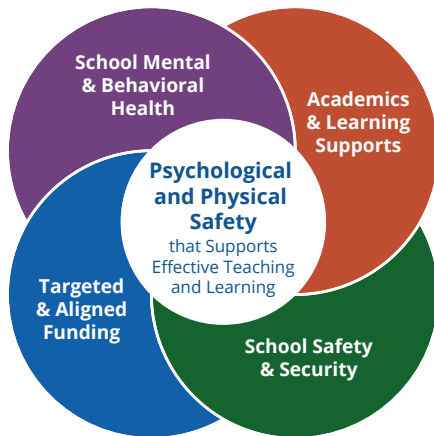 School Mental
& Behavioral
Health
Academics
& Learning
Supports
Psychological
and Physical
Safety
that Supports
Effective Teaching
and Learning
Targeted
& Aligned
Funding
School Safety
& Security